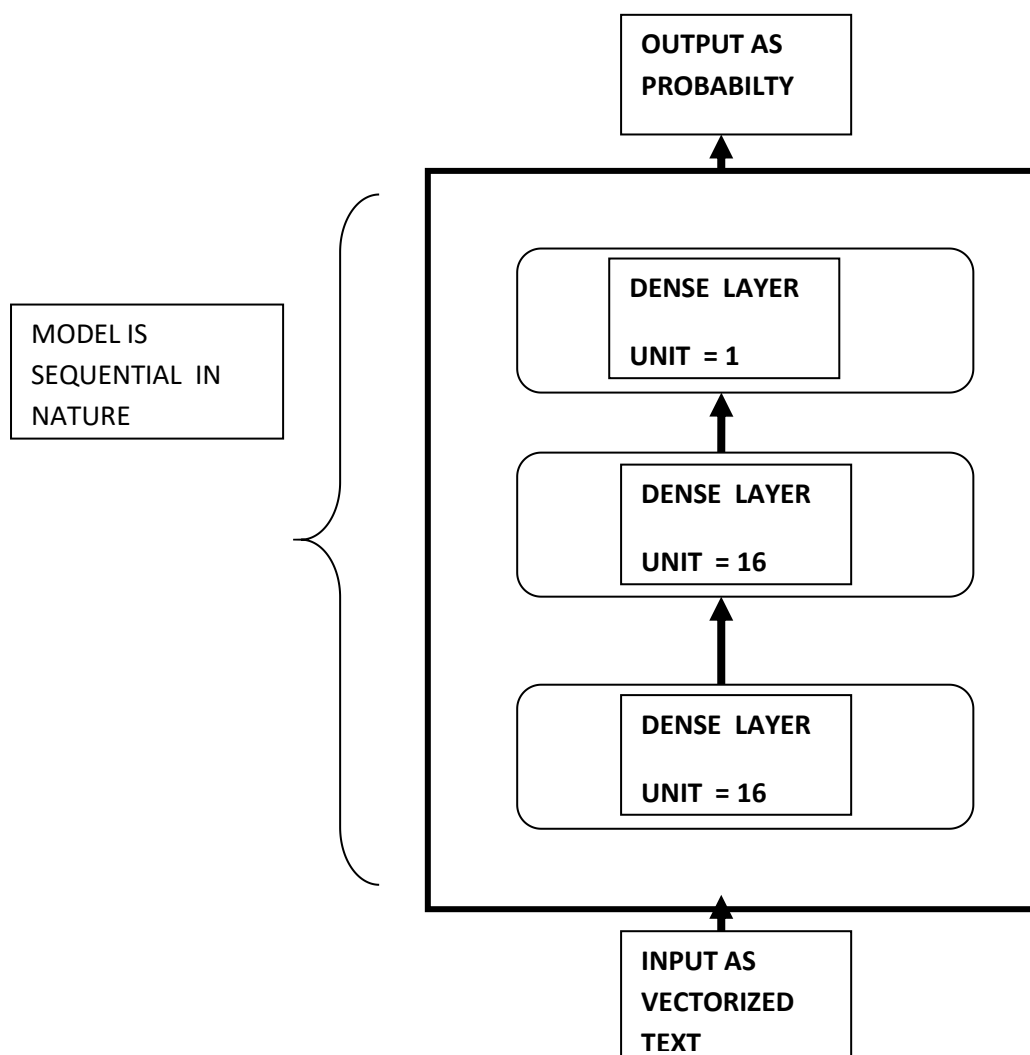 OUTPUT AS
PROBABILTY
DENSE LAYER
UNIT = 1
MODEL IS
SEQUENTIAL IN
NATURE
DENSE LAYER
UNIT = 16
DENSE LAYER
UNIT = 16
INPUT AS
VECTORIZED
TEXT